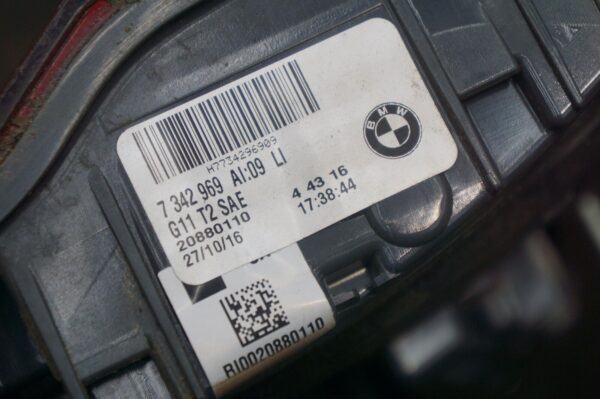 H7734296909
7 342 969 AI:09 LI
G11 T2 SAE
20880110
27/10/16
4 43 16
17:38:44
BMW
RI0020880110